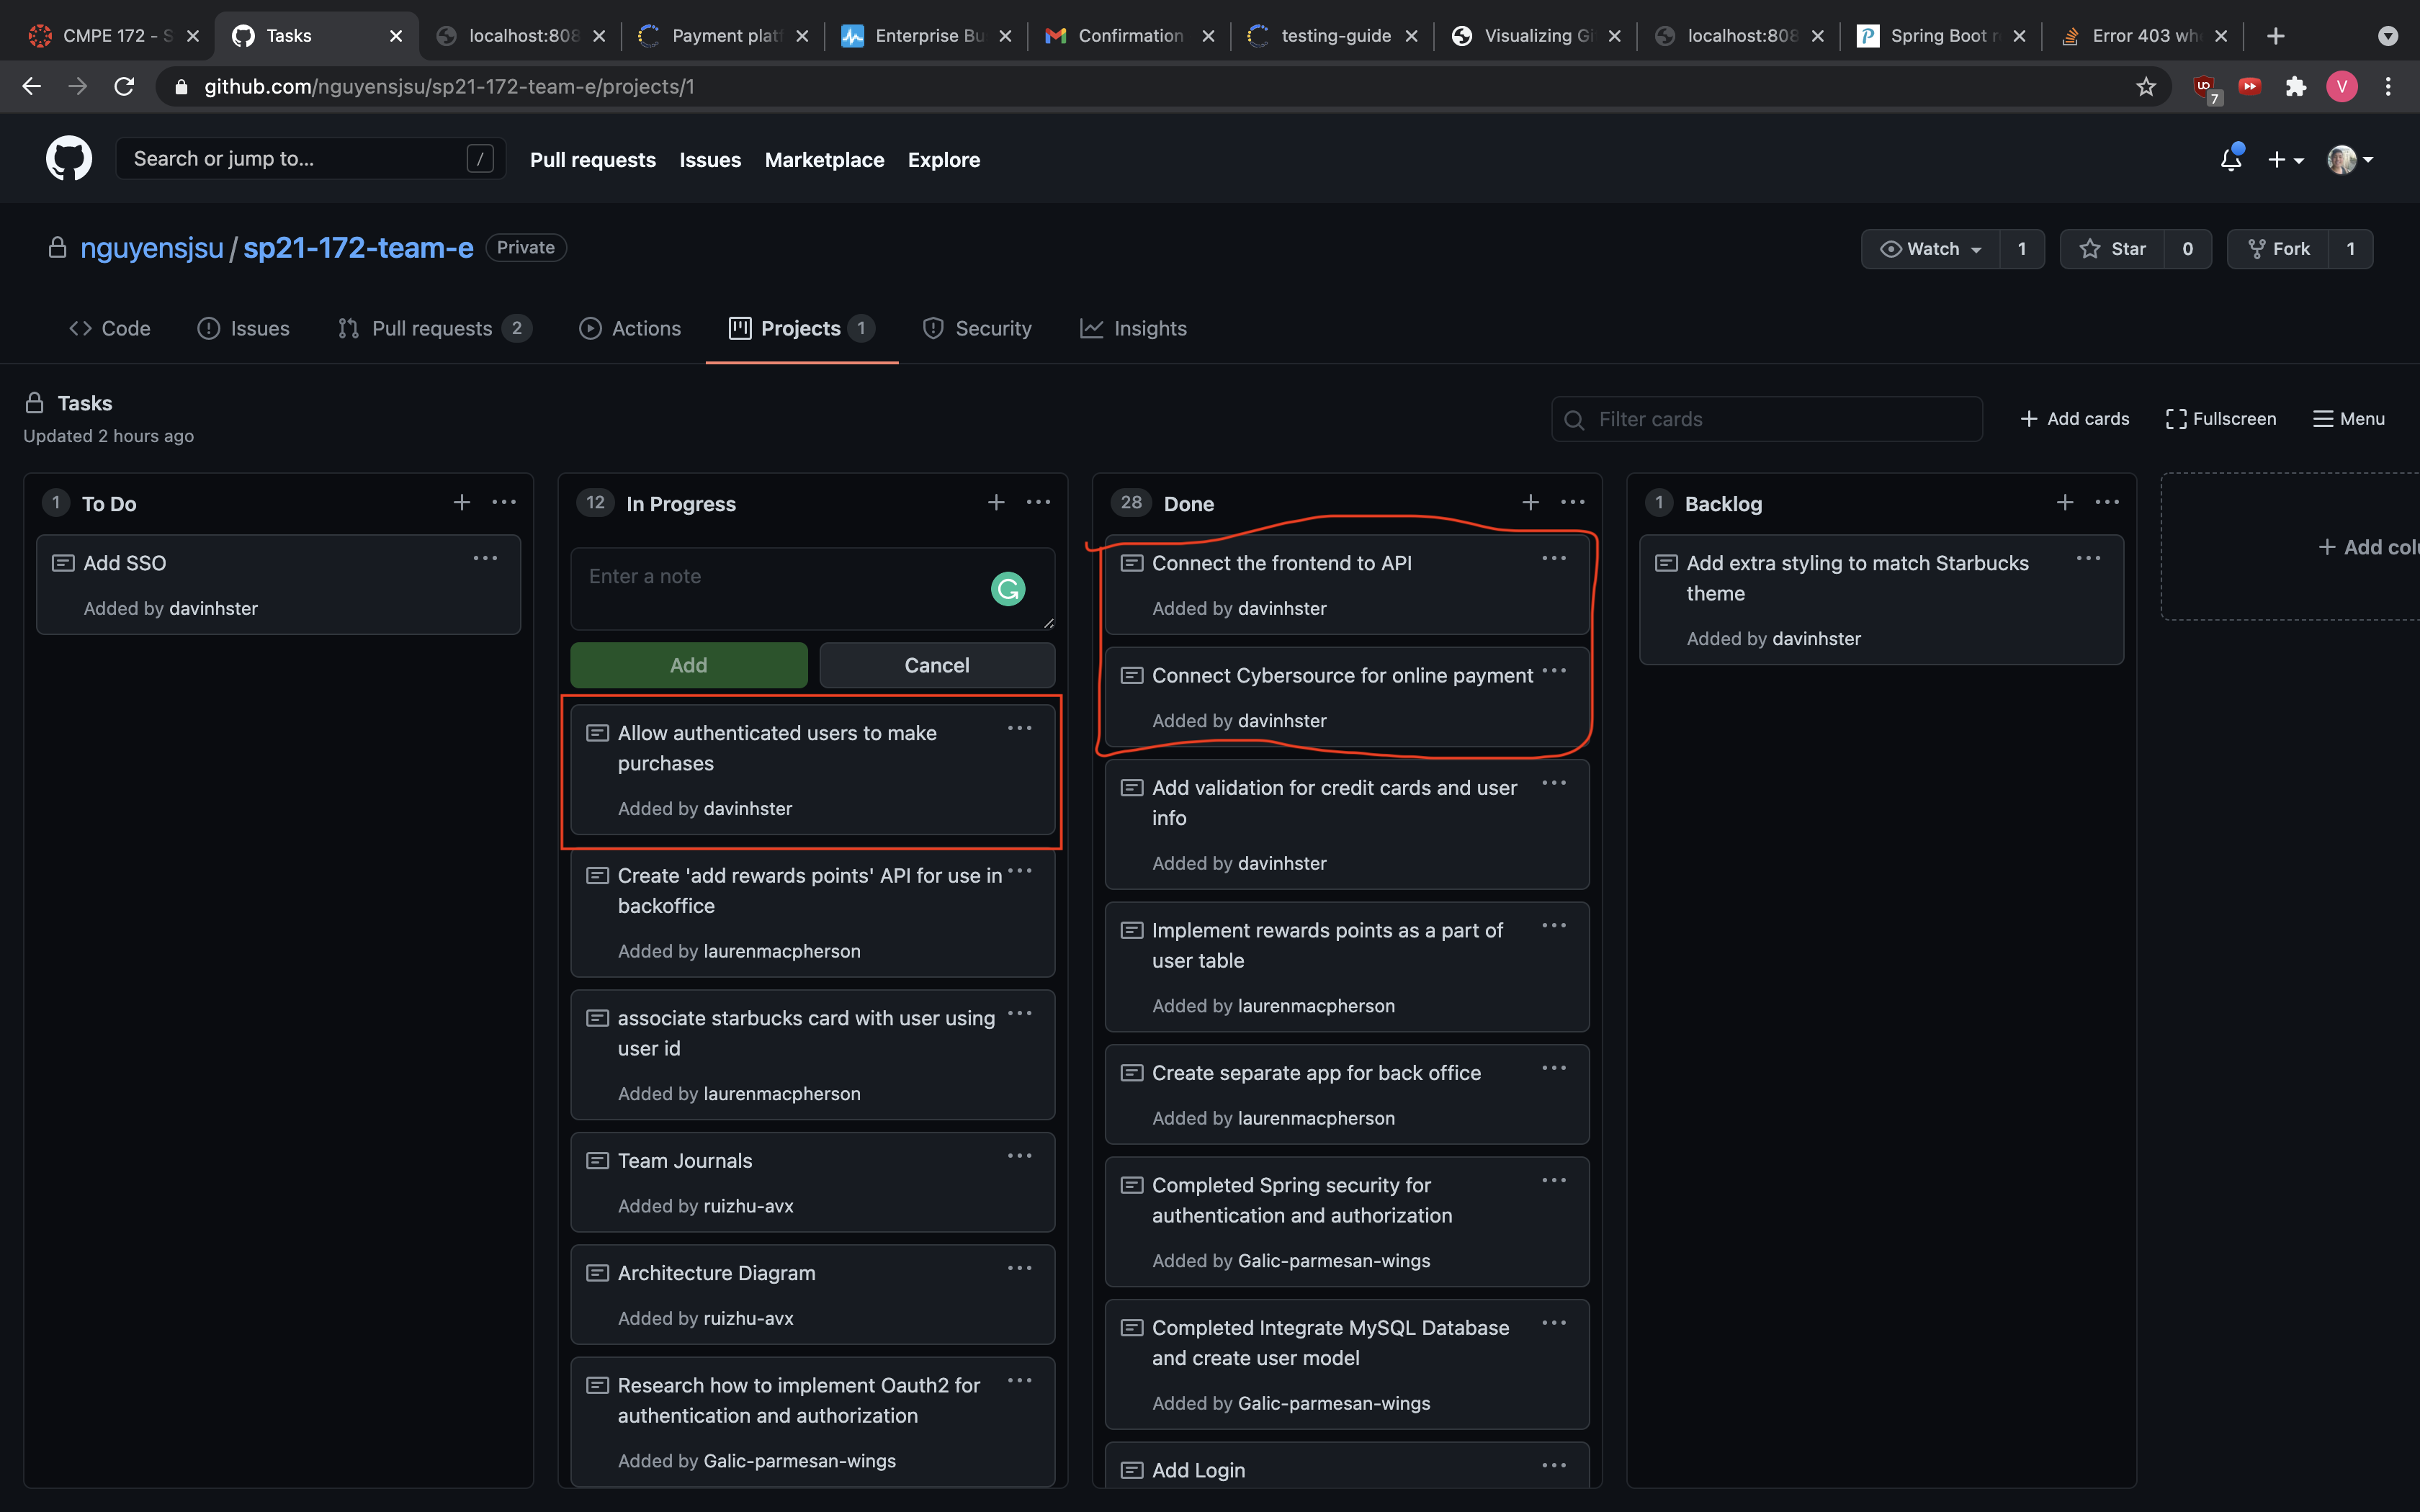 CMPE 172 - S
Tasks
localhost:808
Payment plat
Enterprise Bu
Confirmation
testing-guide
Visualizing Gi
localhost:808
Spring Boot r
Error 403 wh
github.com/nguyensjsu/sp21-172-team-e/projects/1
7
V
Search or jump to...
/
Pull requests
Issues
Marketplace
Explore
nguyensjsu / sp21-172-team-e
Private
Watch
1
Star
0
Fork
1
Code
Issues
Pull requests 2
Actions
Projects 1
Security
Insights
Tasks
Updated 2 hours ago
Filter cards
+ Add cards
Fullscreen
Menu
1 To Do
Add SSO
Added by davinhster
12 In Progress
Enter a note
Add
Cancel
Allow authenticated users to make
purchases
Added by davinhster
Create 'add rewards points' API for use in
backoffice
Added by laurenmacpherson
associate starbucks card with user using
user id
Added by laurenmacpherson
Team Journals
Added by ruizhu-avx
Architecture Diagram
Added by ruizhu-avx
Research how to implement Oauth2 for
authentication and authorization
Added by Galic-parmesan-wings
28 Done
Connect the frontend to API
Added by davinhster
Connect Cybersource for online payment
Added by davinhster
Add validation for credit cards and user
info
Added by davinhster
Implement rewards points as a part of
user table
Added by laurenmacpherson
Create separate app for back office
Added by laurenmacpherson
Completed Spring security for
authentication and authorization
Added by Galic-parmesan-wings
Completed Integrate MySQL Database
and create user model
Added by Galic-parmesan-wings
Add Login
1 Backlog
Add extra styling to match Starbucks
theme
Added by davinhster
+ Add colu